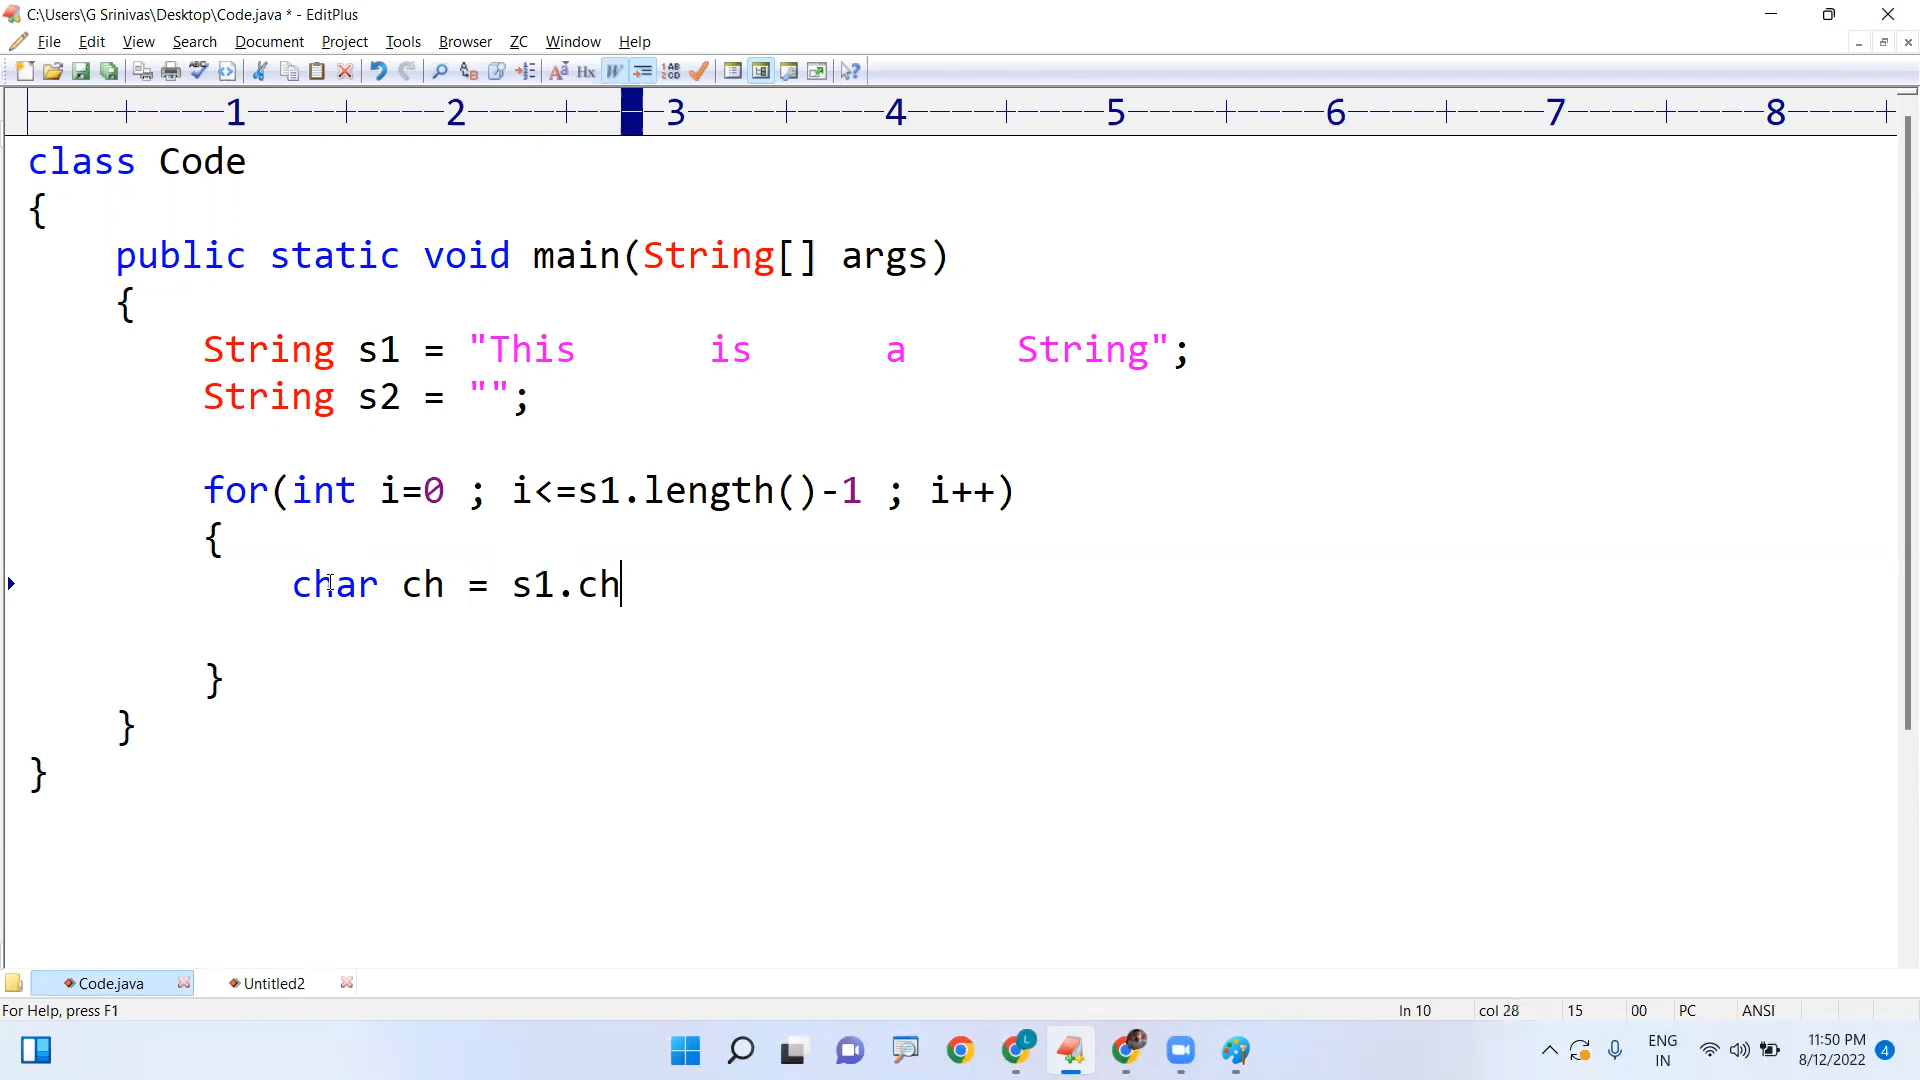 C:\Users\G Srinivas\Desktop\Code.java * - EditPlus
File Edit View Search Document Project Tools Browser ZC Window Help
----+----1----+----2----+----3----+----4----+----5----+----6----+----7----+----8----+
class Code
{
    public static void main(String[] args)
    {
        String s1 = "This      is      a     String";
        String s2 = "";
        for(int i=0 ; i<=s1.length()-1 ; i++)
        {
            char ch = s1.ch
        }
    }
}
Code.java Untitled2
For Help, press F1 ln 10 col 28 15 00 PC ANSI
L ENG 11:50 PM
IN 8/12/2022 4